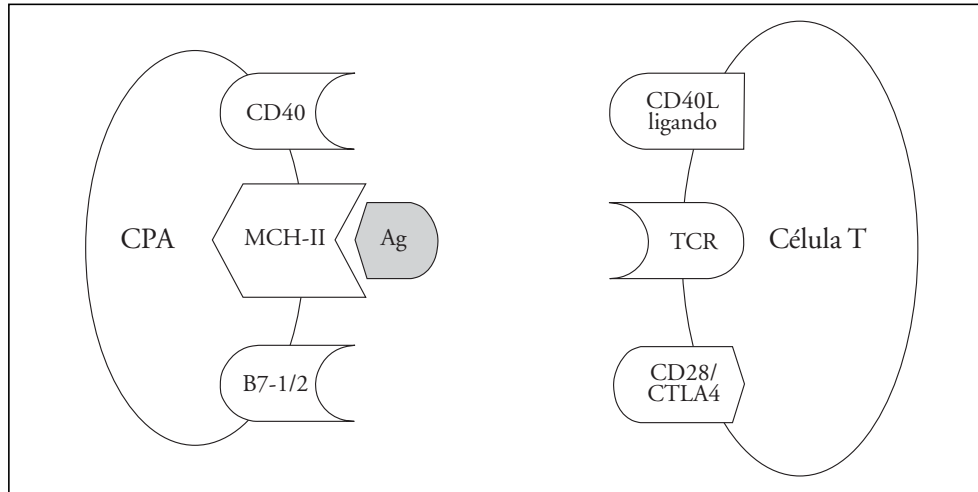 CD40
CD40L
ligando
CPA
MCH-II
Ag
TCR
Célula T
B7-1/2
CD28/
CTLA4